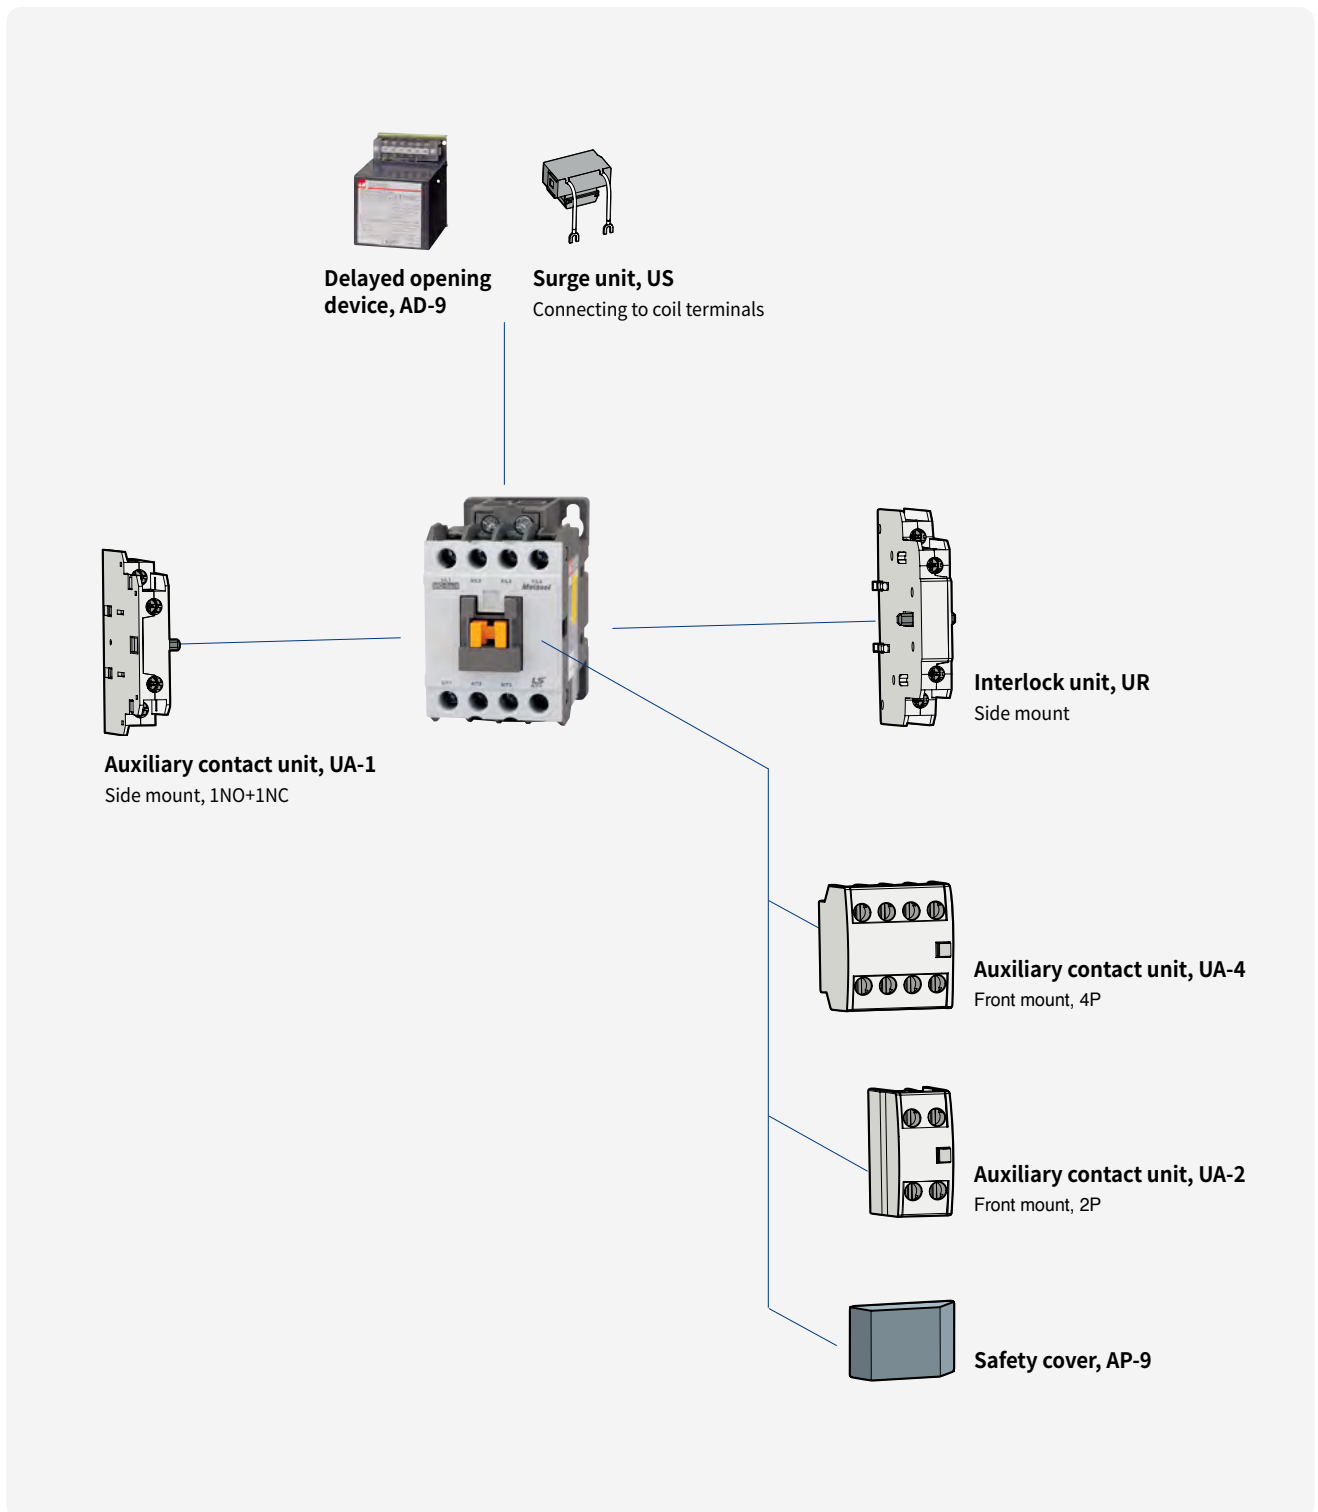 Delayed opening
device, AD-9
Surge unit, US
Connecting to coil terminals
Metasol
LS
Interlock unit, UR
Side mount
Auxiliary contact unit, UA-1
Side mount, 1NO+1NC
Auxiliary contact unit, UA-4
Front mount, 4P
Auxiliary contact unit, UA-2
Front mount, 2P
Safety cover, AP-9